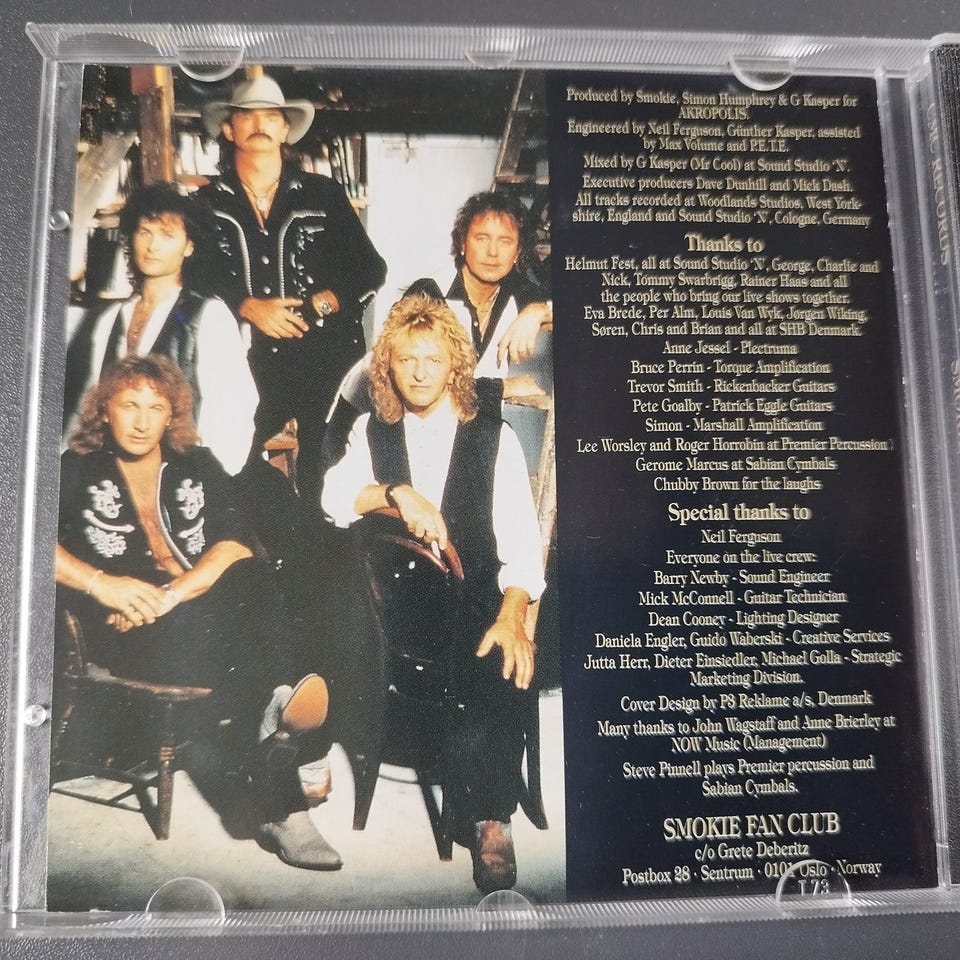 Produced by Smokie, Simon Humphrey & G Kasper for
AKROPOLIS.
Engineered by Neil Ferguson, Günther Kasper, assisted
by Max Volume and P.E.T.E.
Mixed by G Kasper (Mr Cool) at Sound Studio 'N'.
Executive producers Dave Dunhill and Mick Dash.
All tracks recorded at Woodlands Studios, West York-
shire, England and Sound Studio 'N', Cologne, Germany
Thanks to
Helmut Fest, all at Sound Studio 'N', George, Charlie and
Nick, Tommy Swarbrigg, Rainer Haas and all
the people who bring our live shows together.
Eva Brede, Per Alm, Louis Van Wyk, Jørgen Wiking,
Søren, Chris and Brian and all at SHB Denmark.
Anne Jessel - Plectruma
Bruce Perrin - Torque Amplification
Trevor Smith - Rickenbacker Guitars
Pete Goalby - Patrick Eggle Guitars
Simon - Marshall Amplification
Lee Worsley and Roger Horrobin at Premier Percussion
Gerome Marcus at Sabian Cymbals
Chubby Brown for the laughs
Special thanks to
Neil Ferguson
Everyone on the live crew:
Barry Newby - Sound Engineer
Mick McConnell - Guitar Technician
Dean Cooney - Lighting Designer
Daniela Engler, Guido Waberski - Creative Services
Jutta Herr, Dieter Einsiedler, Michael Golla - Strategic
Marketing Division.
Cover Design by P3 Reklame a/s, Denmark
Many thanks to John Wagstaff and Anne Brierley at
NOW Music (Management)
Steve Pinnell plays Premier percussion and
Sabian Cymbals.
SMOKIE FAN CLUB
c/o Grete Deberitz
Postbox 28 · Sentrum · 0101 Oslo · Norway
T 73
RECORDS